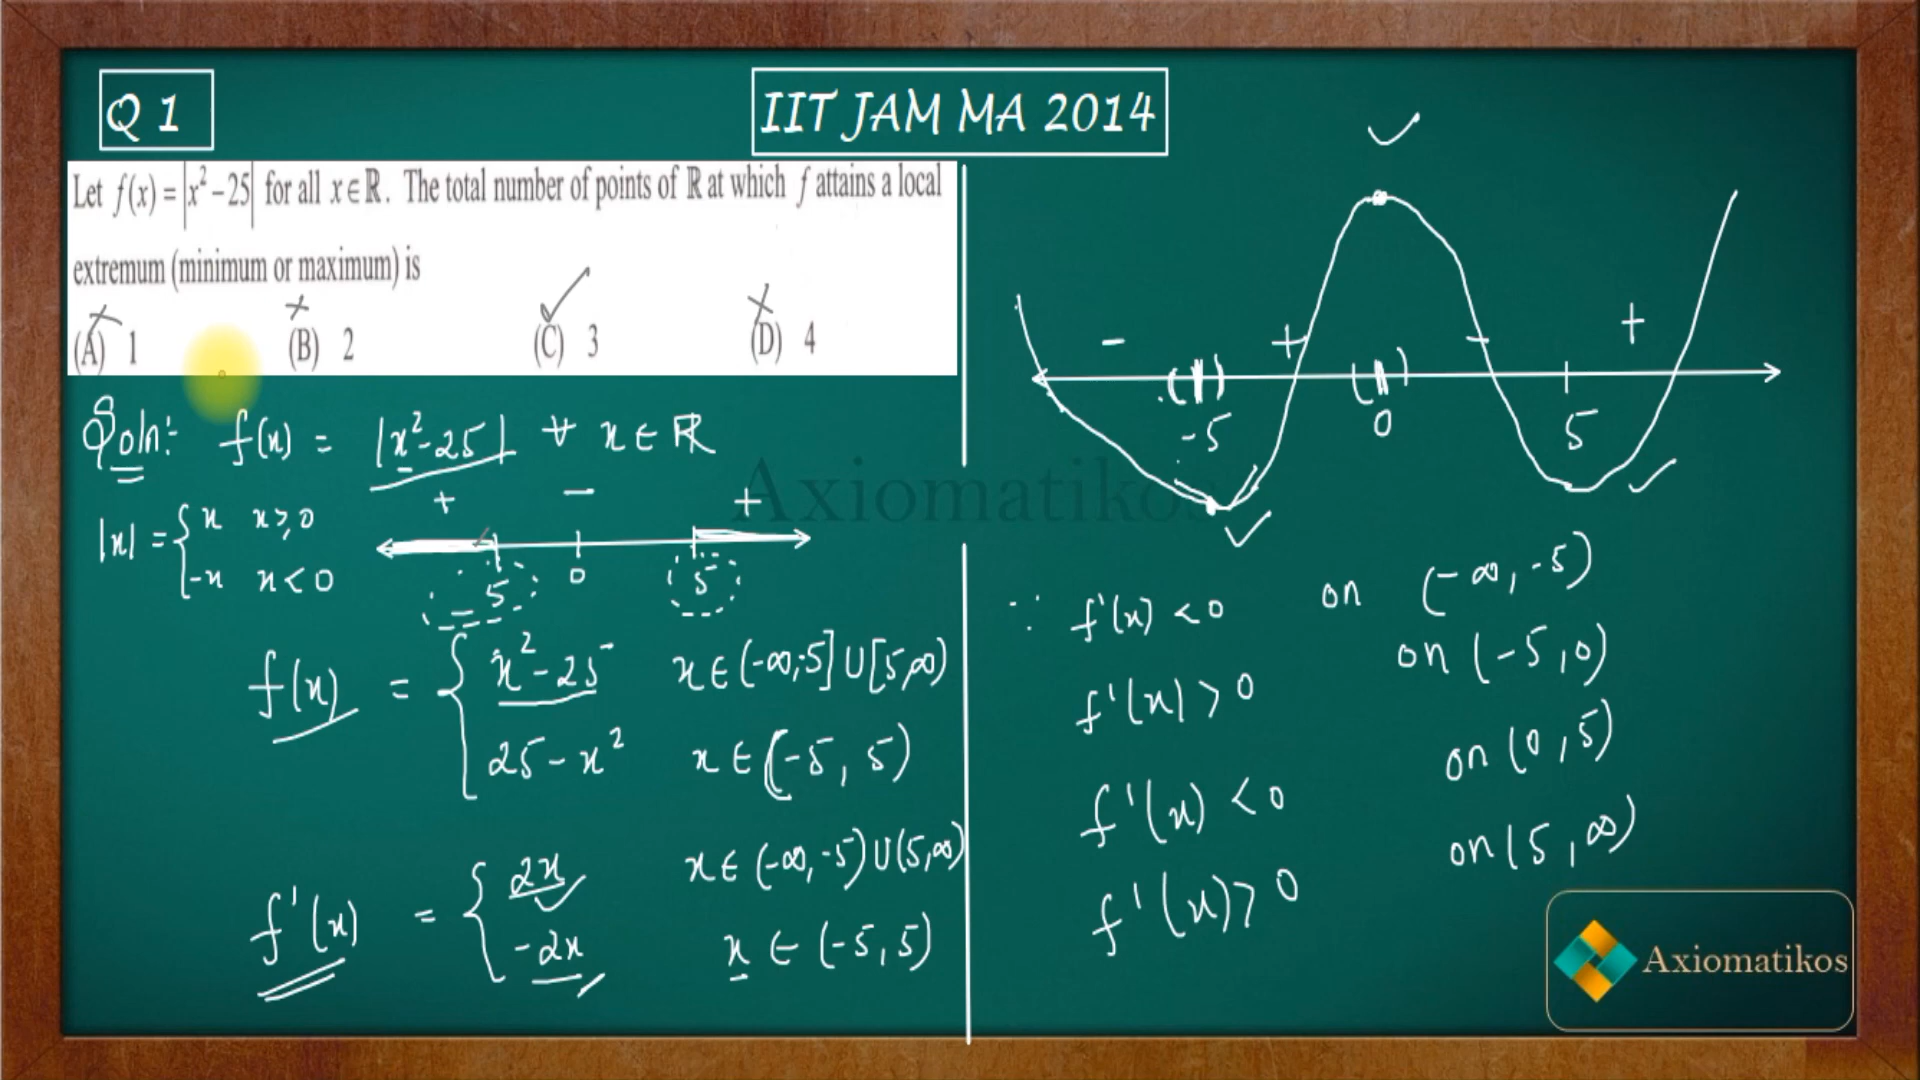 Q 1
IIT JAM MA 2014
Let f(x) = |x² − 25| for all x ∈ ℝ. The total number of points of ℝ at which f attains a local
extremum (minimum or maximum) is
(A) 1 (B) 2 (C) 3 (D) 4
Soln:- f(x) = |x² - 25| ∀ x ∈ ℝ
|x| = { x x ≥ 0
-x x < 0
+ − +
-5 0 5
f(x) = { x² - 25 x ∈ (-∞, -5] ∪ [5, ∞)
25 - x² x ∈ (-5, 5)
f'(x) = { 2x x ∈ (-∞, -5) ∪ (5, ∞)
-2x x ∈ (-5, 5)
− + − +
-5 0 5
∵ f'(x) < 0 on (-∞, -5)
f'(x) > 0 on (-5, 0)
f'(x) < 0 on (0, 5)
f'(x) > 0 on (5, ∞)
Axiomatikos
Axiomatikos